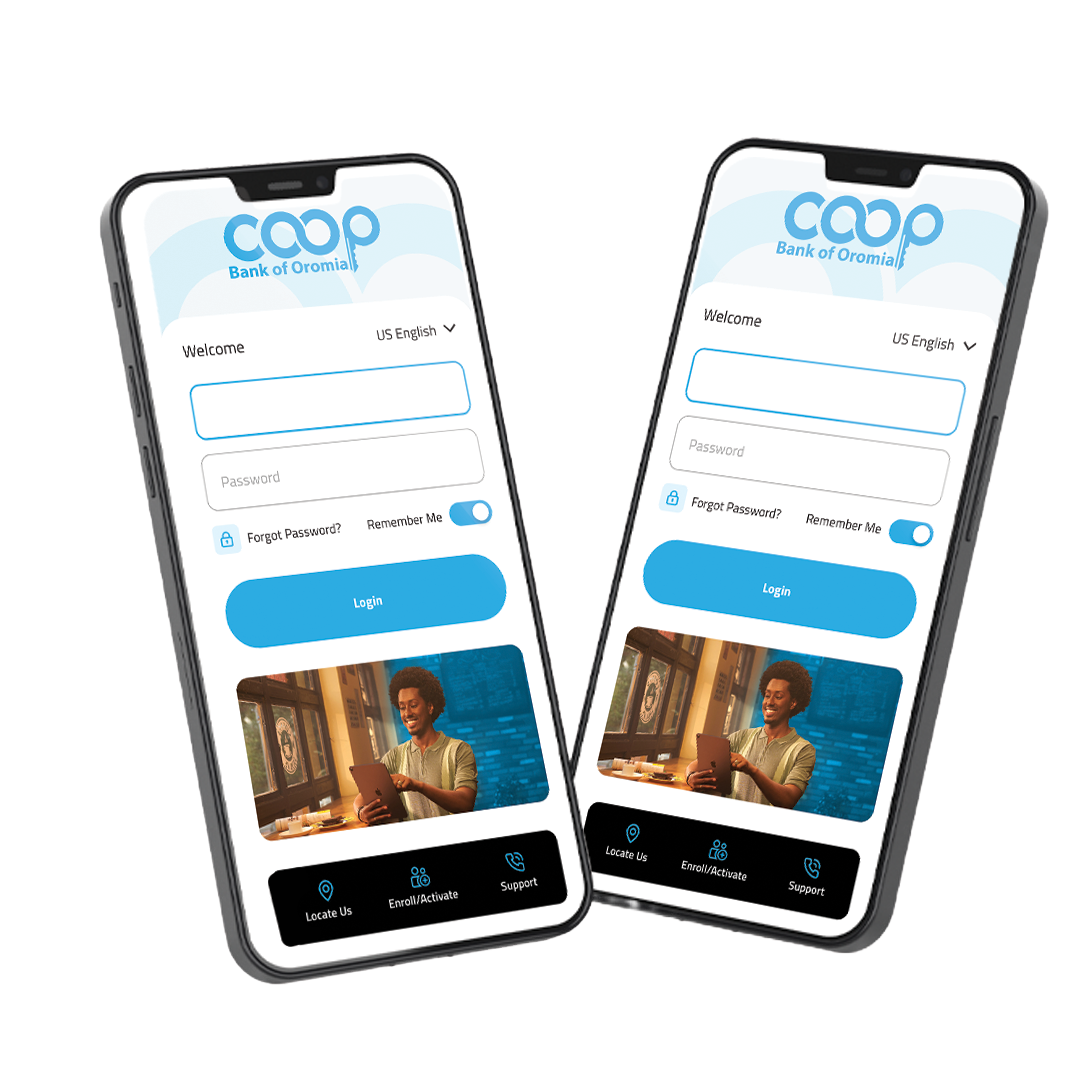 COOP
Bank of Oromia
Welcome
US English
Password
Forgot Password?
Remember Me
Login
Locate Us
Enroll/Activate
Support
COOP
Bank of Oromia
Welcome
US English
Password
Forgot Password?
Remember Me
Login
Locate Us
Enroll/Activate
Support